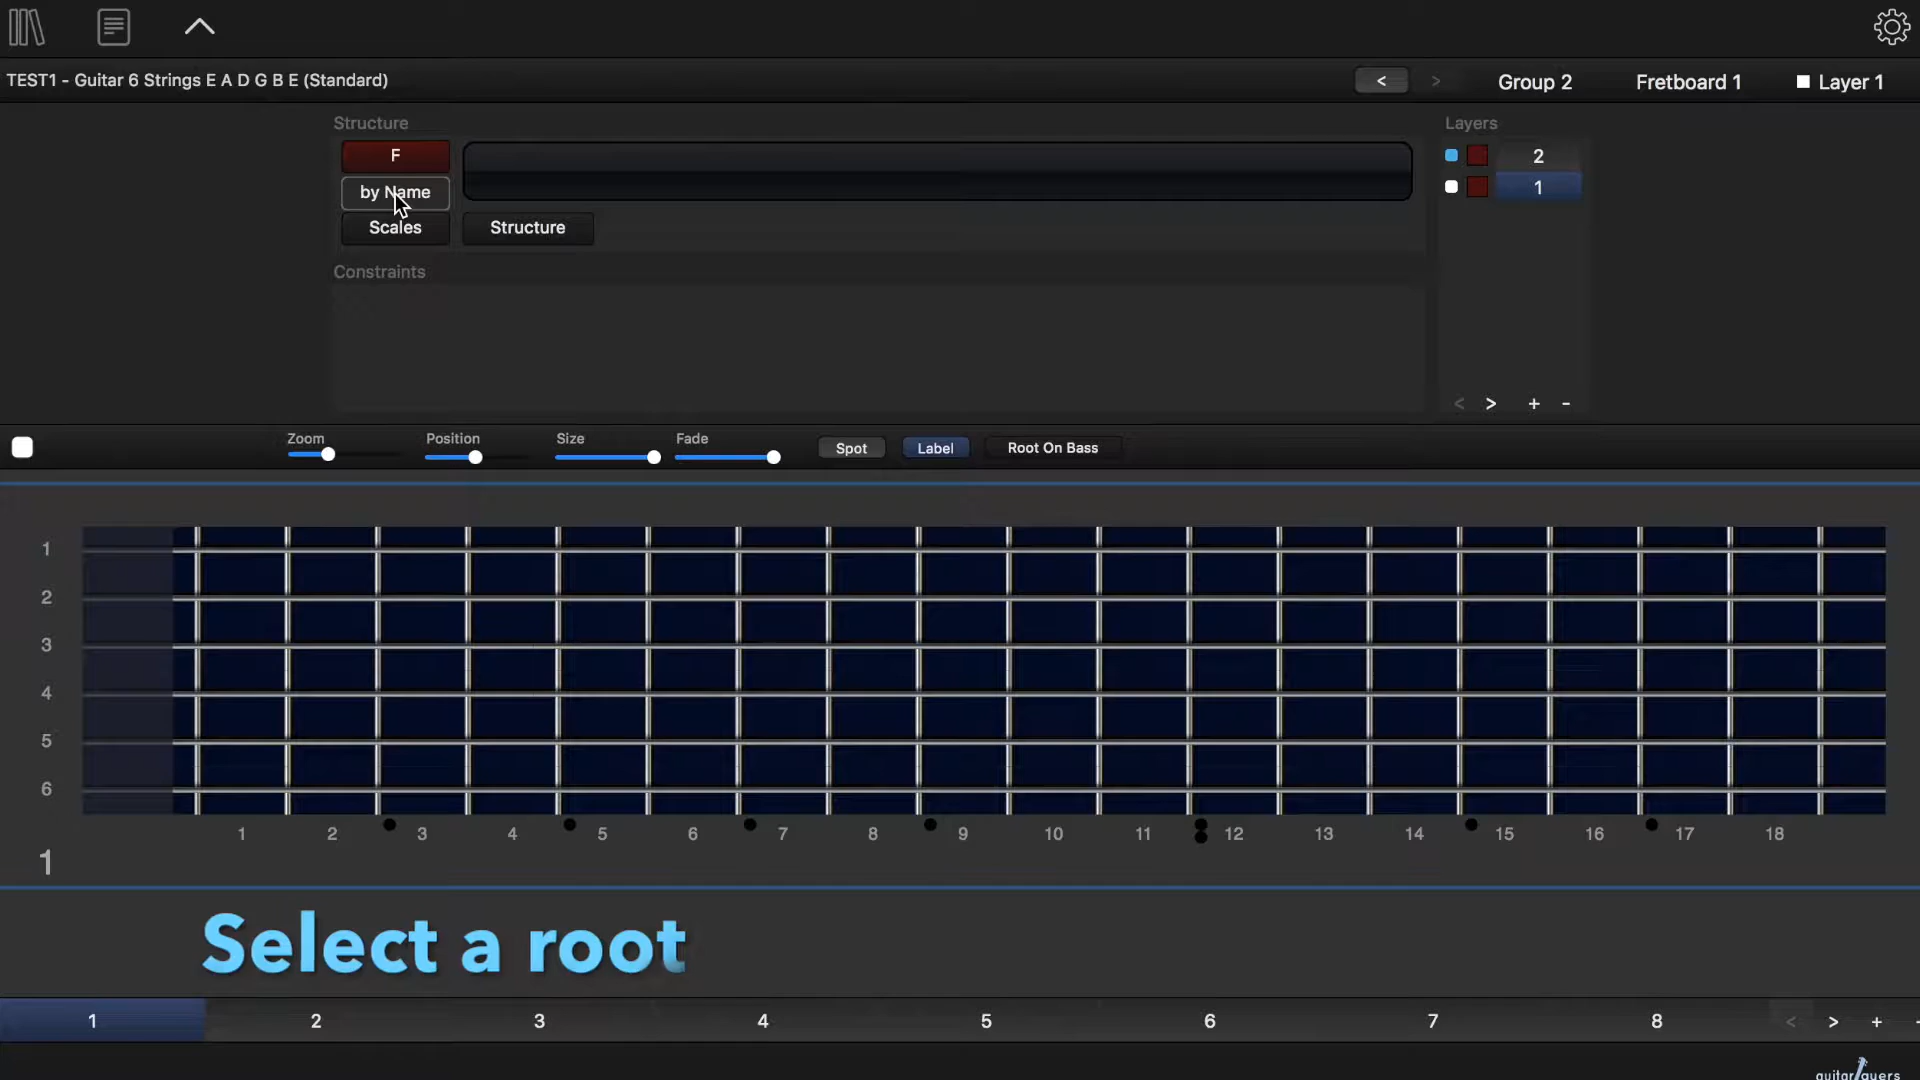 TEST1 - Guitar 6 Strings E A D G B E (Standard)
< > Group 2 Fretboard 1 Layer 1
Structure
F
by Name
Scales Structure
Constraints
Layers
2
1
< > + -
Zoom Position Size Fade Spot Label Root On Bass
1
2
3
4
5
6
1 2 3 4 5 6 7 8 9 10 11 12 13 14 15 16 17 18
1
Select a root
1 2 3 4 5 6 7 8 < > + -